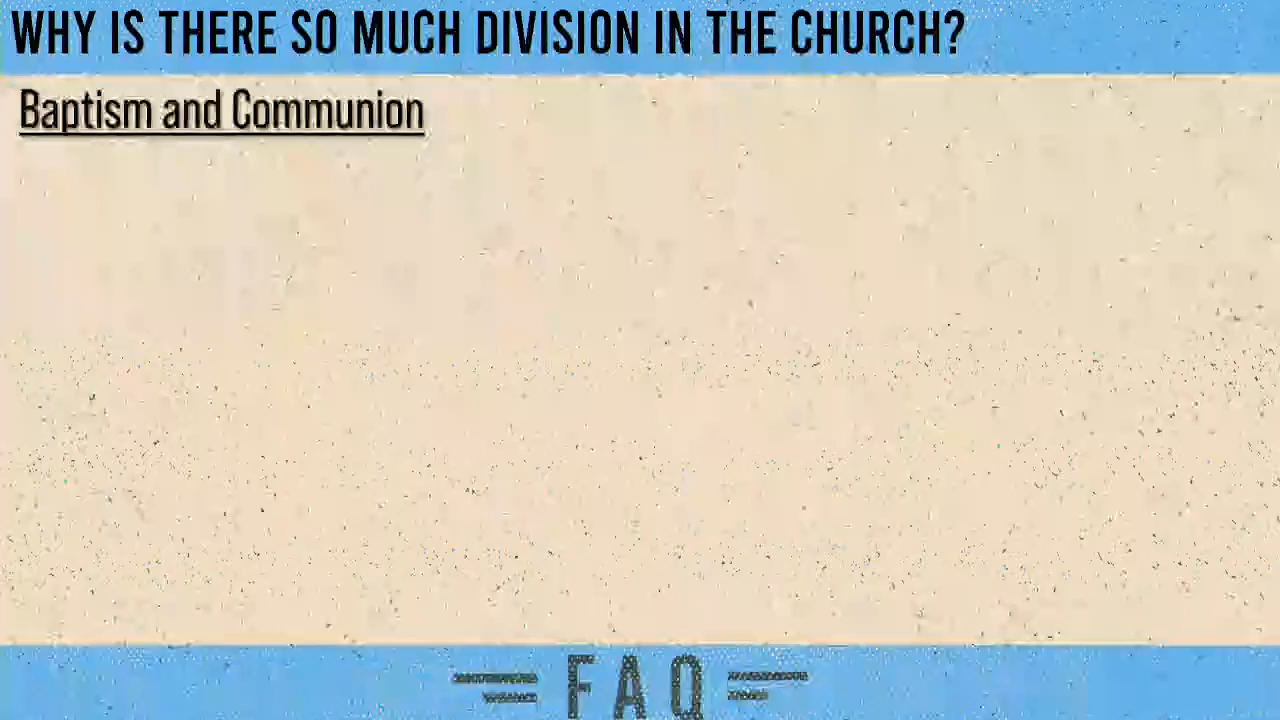 WHY IS THERE SO MUCH DIVISION IN THE CHURCH?
Baptism and Communion
FAQ